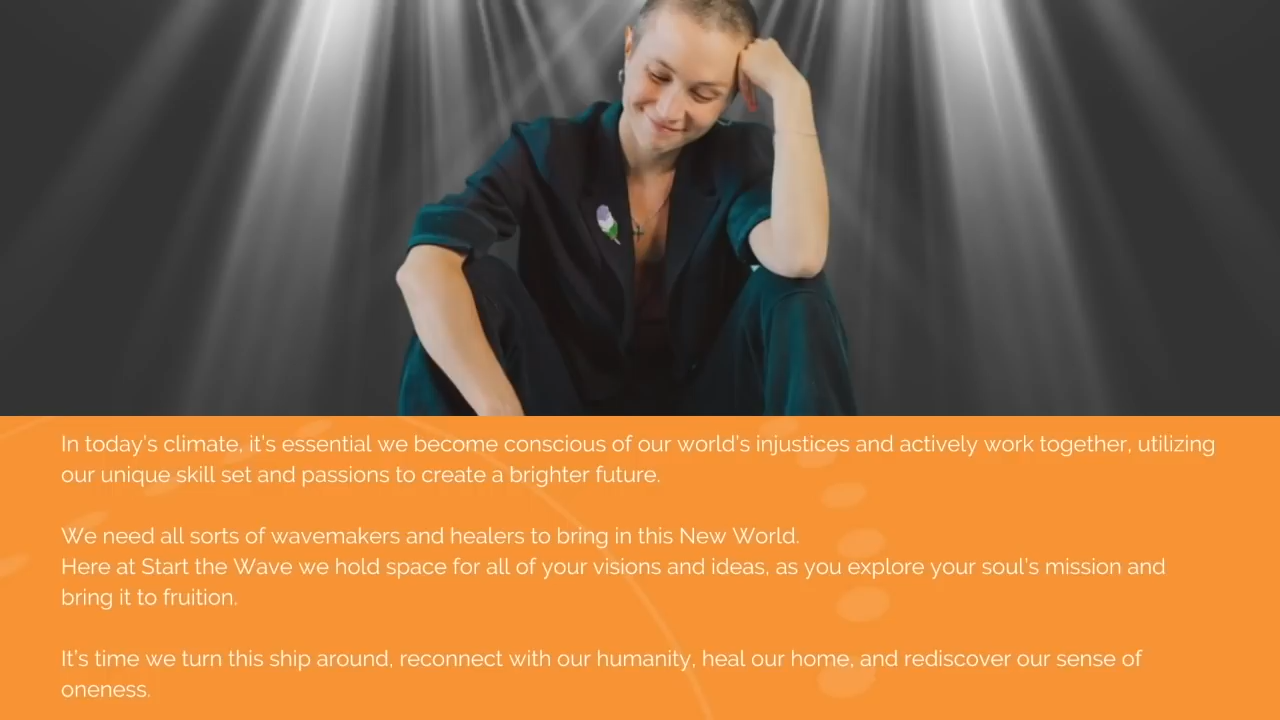 In today's climate, it's essential we become conscious of our world's injustices and actively work together, utilizing
our unique skill set and passions to create a brighter future.
We need all sorts of wavemakers and healers to bring in this New World.
Here at Start the Wave we hold space for all of your visions and ideas, as you explore your soul's mission and
bring it to fruition.
It's time we turn this ship around, reconnect with our humanity, heal our home, and rediscover our sense of
oneness.